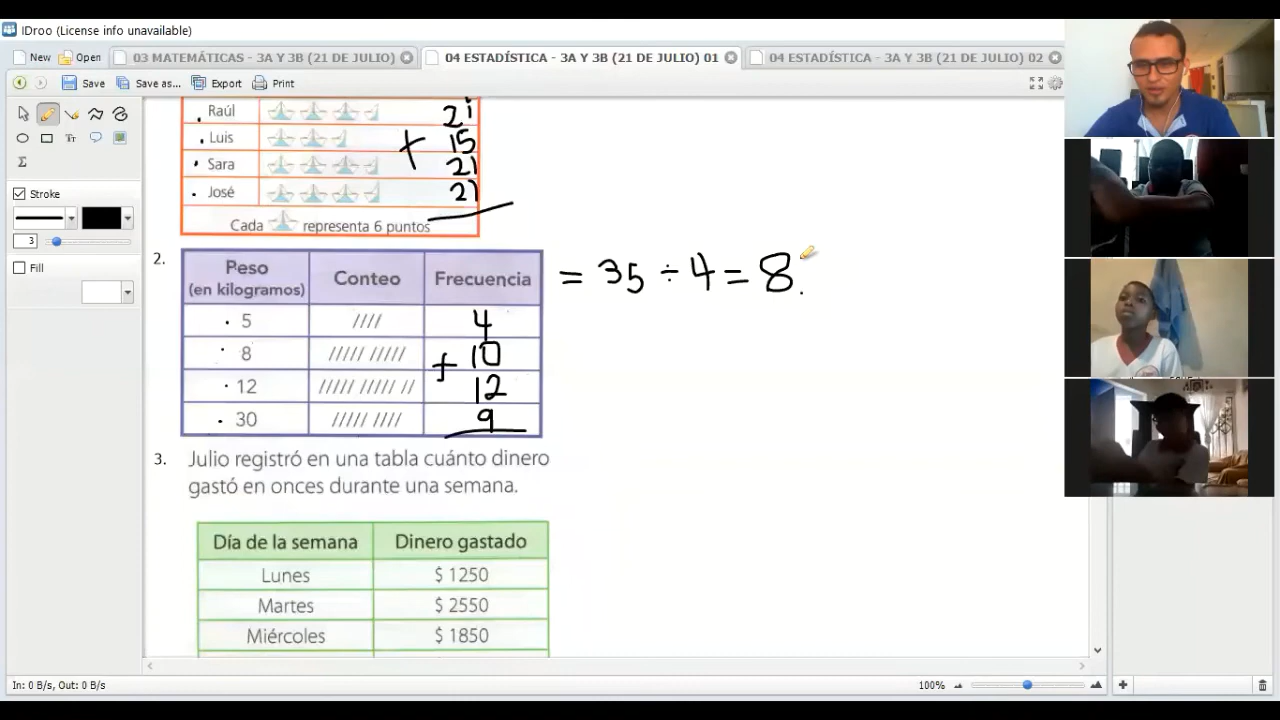 IDroo (License info unavailable)
New Open 03 MATEMÁTICAS - 3A Y 3B (21 DE JULIO) 04 ESTADÍSTICA - 3A Y 3B (21 DE JULIO) 01 04 ESTADÍSTICA - 3A Y 3B (21 DE JULIO) 02
Save Save as... Export Print
Stroke
3
Fill
Raúl 21
Luis + 15
Sara 21
José 21
Cada representa 6 puntos
2.
Peso (en kilogramos) Conteo Frecuencia = 35 ÷ 4 = 8.
5 //// 4
8 ///// ///// + 10
12 ///// ///// // 12
30 ///// //// 9
3. Julio registró en una tabla cuánto dinero
gastó en onces durante una semana.
Día de la semana Dinero gastado
Lunes $ 1250
Martes $ 2550
Miércoles $ 1850
In: 0 B/s, Out: 0 B/s 100%